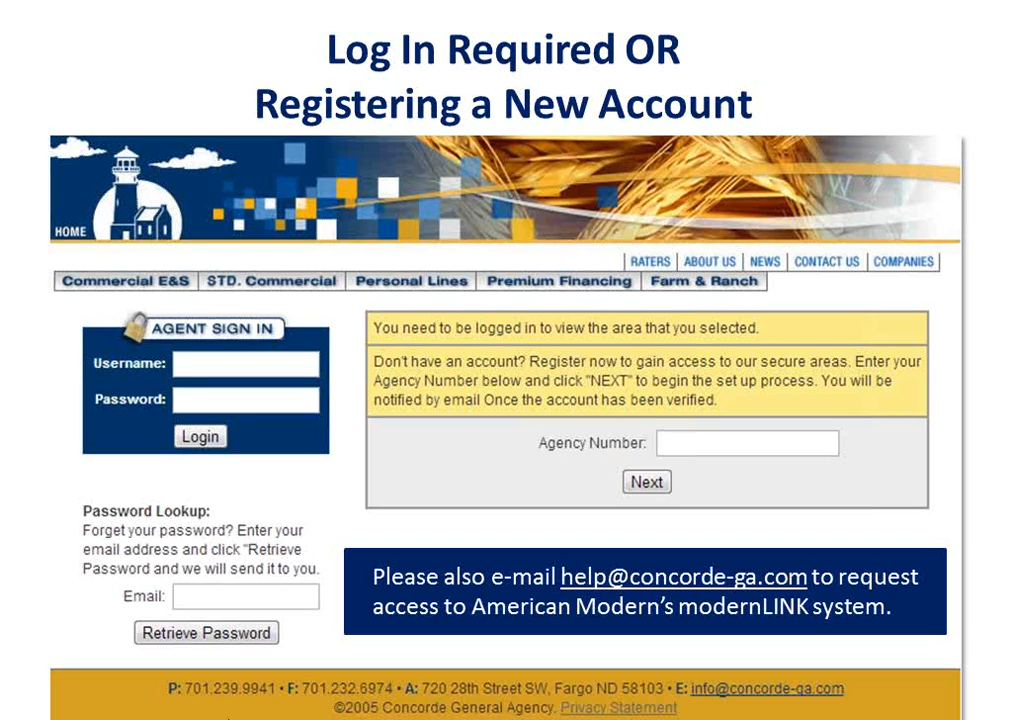 Log In Required OR
Registering a New Account
HOME
RATERS ABOUT US NEWS CONTACT US COMPANIES
Commercial E&S STD. Commercial Personal Lines Premium Financing Farm & Ranch
AGENT SIGN IN
Username:
Password:
Login
You need to be logged in to view the area that you selected.
Don't have an account? Register now to gain access to our secure areas. Enter your
Agency Number below and click "NEXT" to begin the set up process. You will be
notified by email Once the account has been verified.
Agency Number:
Next
Password Lookup:
Forget your password? Enter your
email address and click "Retrieve
Password and we will send it to you.
Email:
Retrieve Password
Please also e-mail help@concorde-ga.com to request
access to American Modern's modernLINK system.
P: 701.239.9941 • F: 701.232.6974 • A: 720 28th Street SW, Fargo ND 58103 • E: info@concorde-ga.com
©2005 Concorde General Agency. Privacy Statement